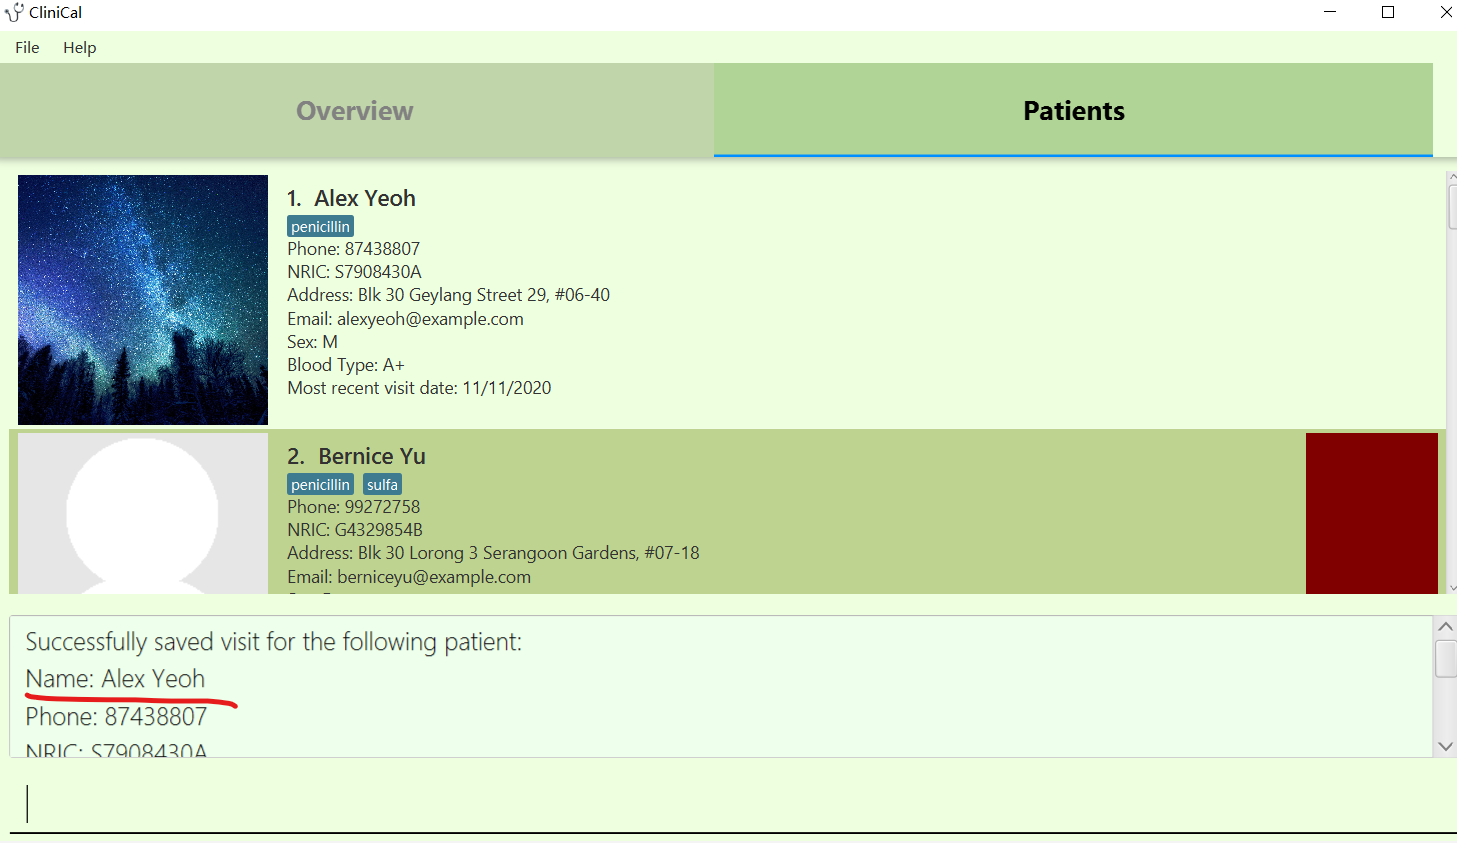 CliniCal
File Help
Overview Patients
1. Alex Yeoh
penicillin
Phone: 87438807
NRIC: S7908430A
Address: Blk 30 Geylang Street 29, #06-40
Email: alexyeoh@example.com
Sex: M
Blood Type: A+
Most recent visit date: 11/11/2020
2. Bernice Yu
penicillin sulfa
Phone: 99272758
NRIC: G4329854B
Address: Blk 30 Lorong 3 Serangoon Gardens, #07-18
Email: berniceyu@example.com
Successfully saved visit for the following patient:
Name: Alex Yeoh
Phone: 87438807
NRIC: S7908430A